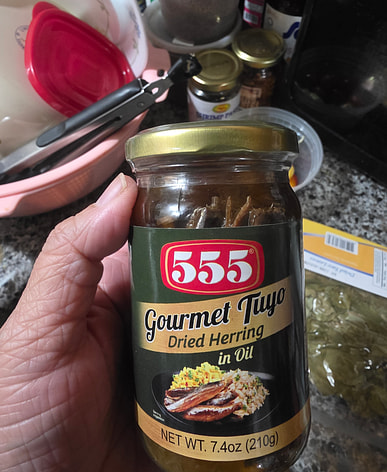 555
Gourmet Tuyo
Dried Herring
in Oil
NET WT. 7.4oz (210g)